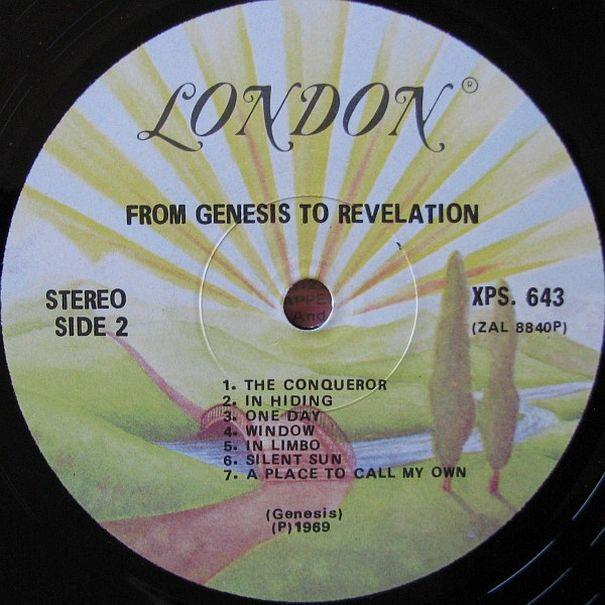 LONDON®
FROM GENESIS TO REVELATION
STEREO
SIDE 2
XPS. 643
(ZAL 8840P)
1. THE CONQUEROR
2. IN HIDING
3. ONE DAY
4. WINDOW
5. IN LIMBO
6. SILENT SUN
7. A PLACE TO CALL MY OWN
(Genesis)
(P)1969